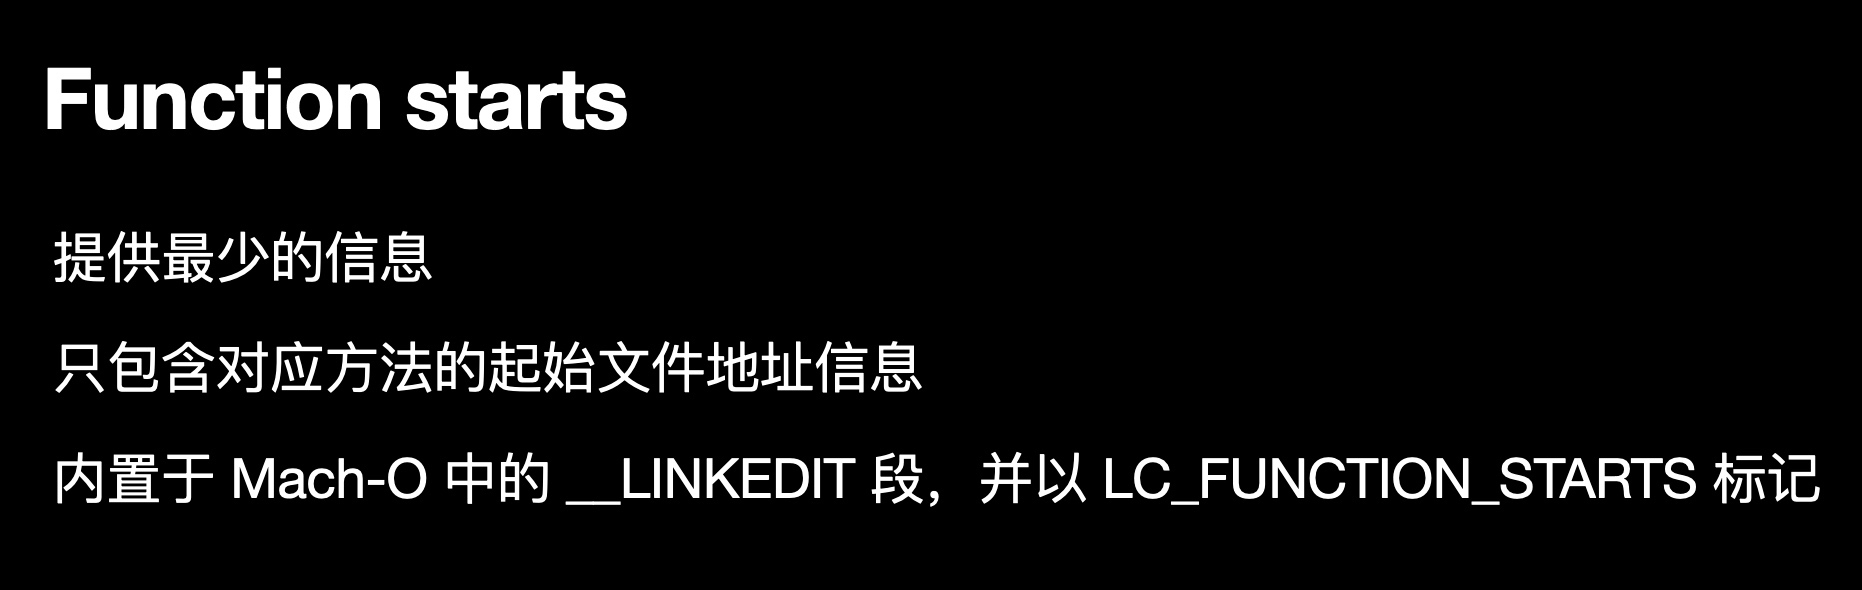 Function starts
提供最少的信息
只包含对应方法的起始文件地址信息
内置于 Mach-O 中的 __LINKEDIT 段，并以 LC_FUNCTION_STARTS 标记